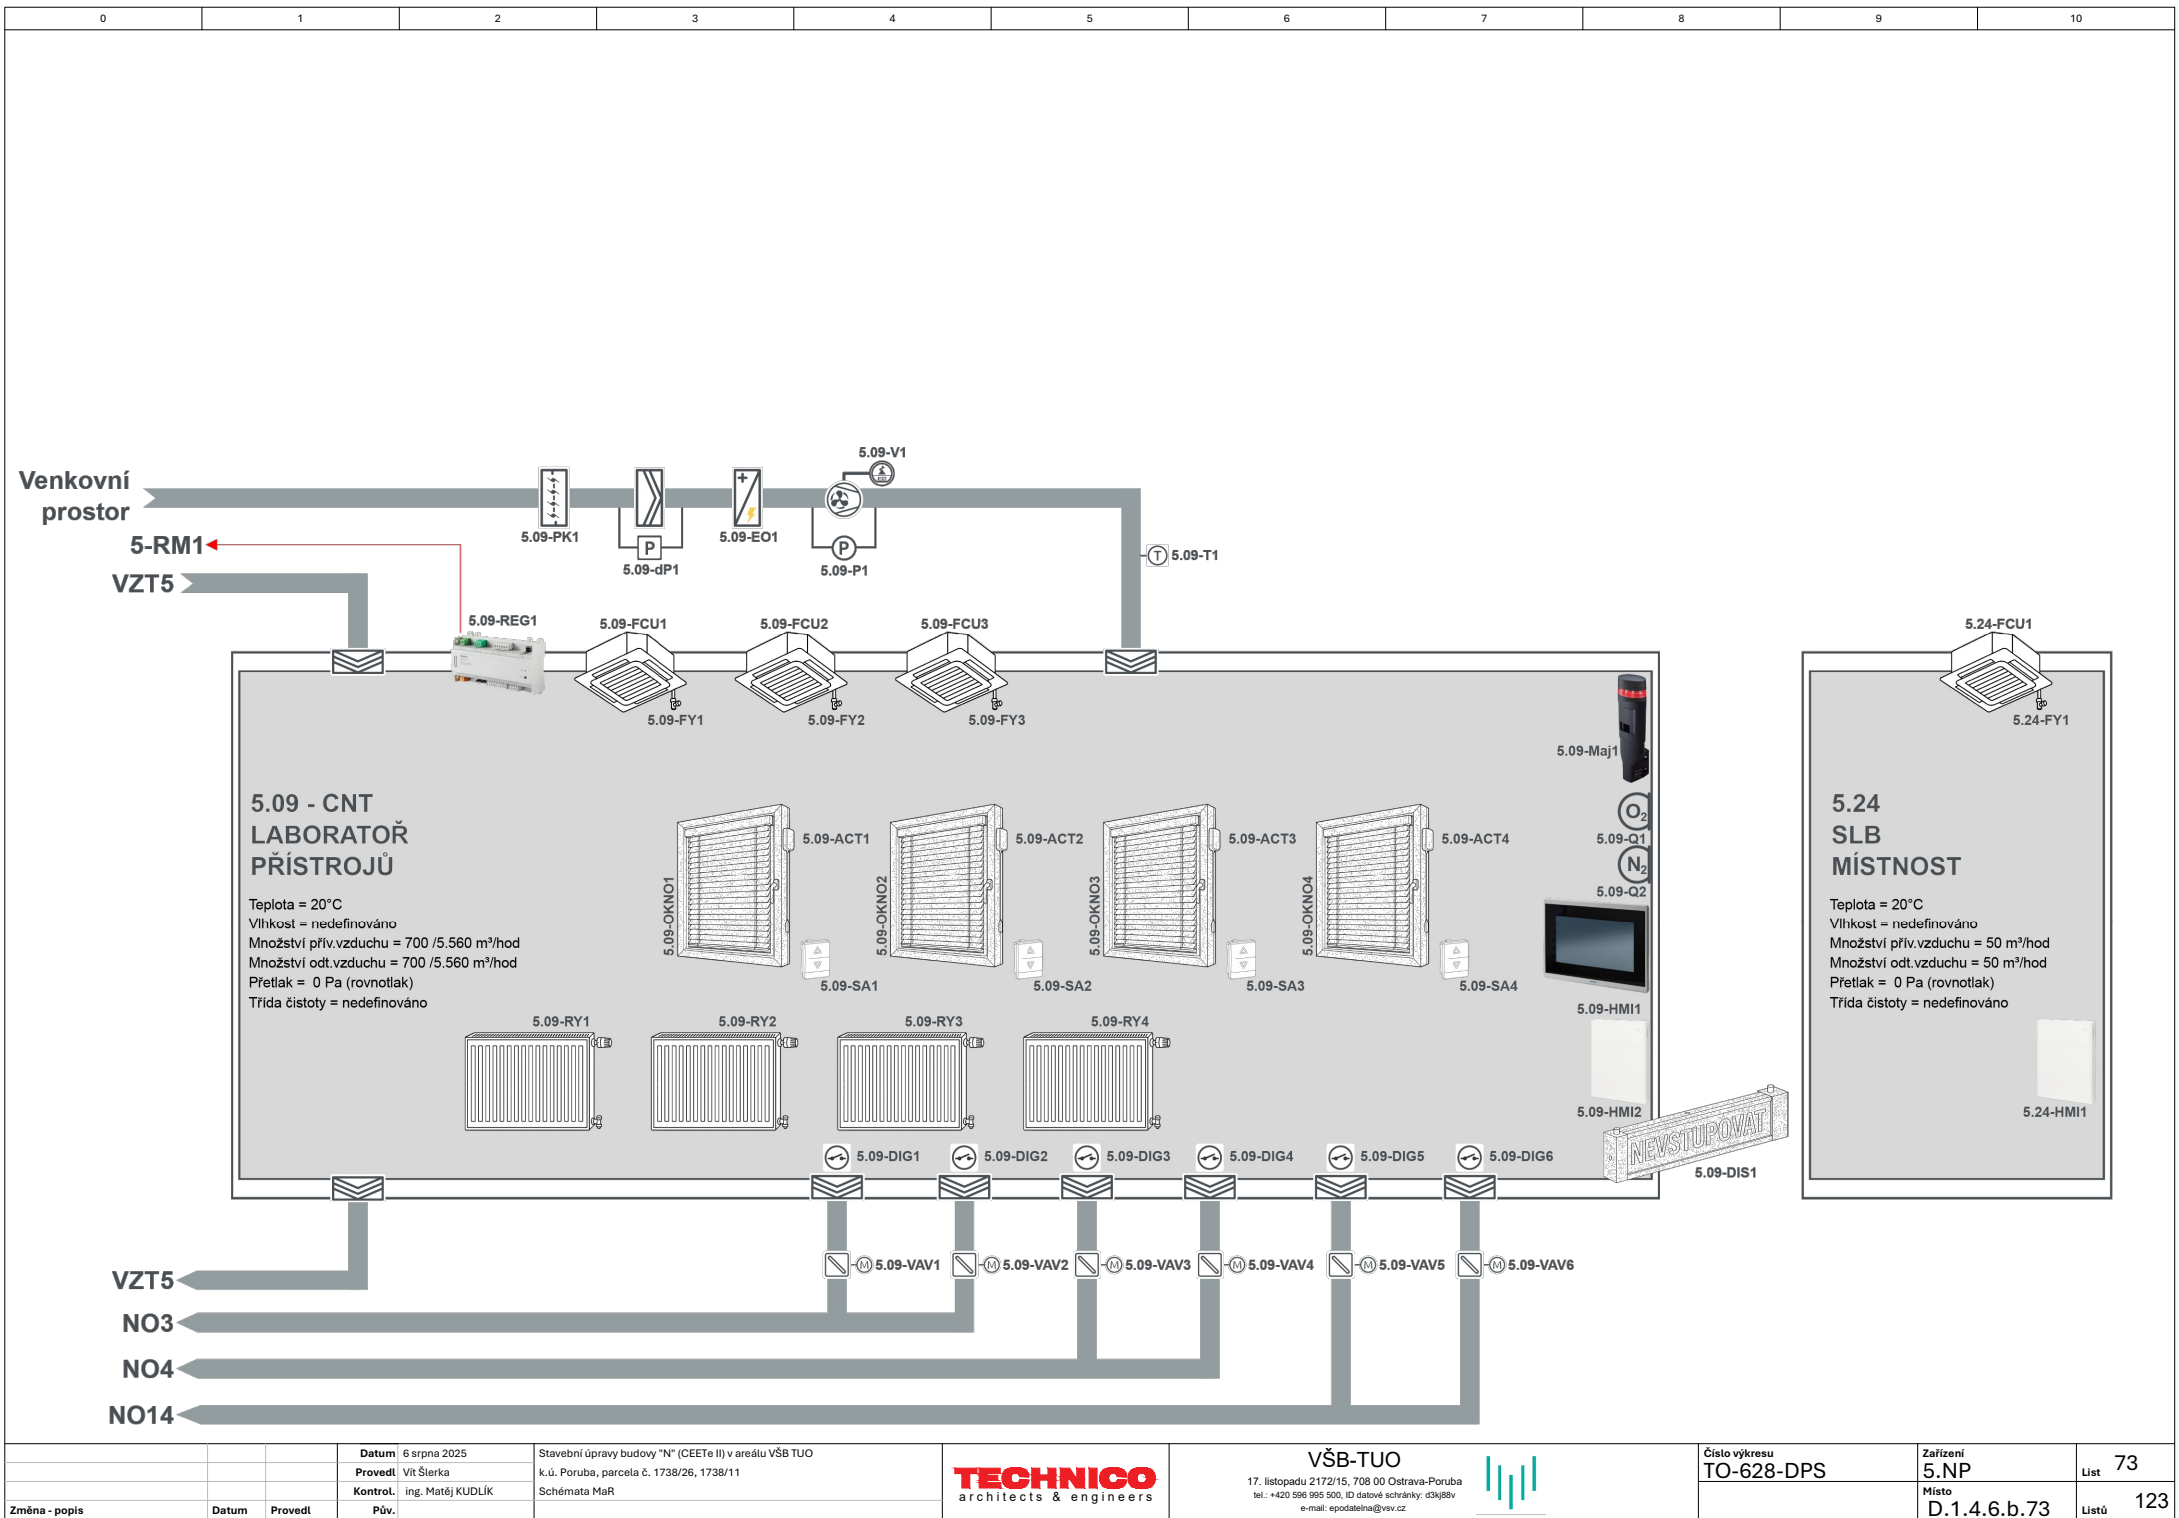 0 1 2 3 4 5 6 7 8 9 10
5.09-V1
Venkovní
prostor
5.09-PK1
5.09-EO1
P
P
5.09-dP1
5.09-P1
T 5.09-T1
5-RM1
VZT5
5.09-REG1
5.09-FCU1
5.09-FCU2
5.09-FCU3
5.24-FCU1
5.09-FY1
5.09-FY2
5.09-FY3
5.24-FY1
5.09-Maj1
5.09 - CNT
LABORATOŘ
PŘÍSTROJŮ
Teplota = 20°C
Vlhkost = nedefinováno
Množství přív.vzduchu = 700 /5.560 m³/hod
Množství odt.vzduchu = 700 /5.560 m³/hod
Přetlak = 0 Pa (rovnotlak)
Třída čistoty = nedefinováno
5.09-OKNO1
5.09-ACT1
5.09-SA1
5.09-OKNO2
5.09-ACT2
5.09-SA2
5.09-OKNO3
5.09-ACT3
5.09-SA3
5.09-OKNO4
5.09-ACT4
5.09-SA4
O2
5.09-Q1
N2
5.09-Q2
5.09-HMI1
5.09-HMI2
5.24
SLB
MÍSTNOST
Teplota = 20°C
Vlhkost = nedefinováno
Množství přív.vzduchu = 50 m³/hod
Množství odt.vzduchu = 50 m³/hod
Přetlak = 0 Pa (rovnotlak)
Třída čistoty = nedefinováno
5.24-HMI1
5.09-RY1
5.09-RY2
5.09-RY3
5.09-RY4
NEVSTUPOVAT
5.09-DIS1
5.09-DIG1
5.09-DIG2
5.09-DIG3
5.09-DIG4
5.09-DIG5
5.09-DIG6
M 5.09-VAV1
M 5.09-VAV2
M 5.09-VAV3
M 5.09-VAV4
M 5.09-VAV5
M 5.09-VAV6
VZT5
NO3
NO4
NO14
Změna - popis
Datum
Provedl
Datum 6 srpna 2025
Provedl Vít Šlerka
Kontrol. ing. Matěj KUDLÍK
Pův.
Stavební úpravy budovy "N" (CEETe II) v areálu VŠB TUO
k.ú. Poruba, parcela č. 1738/26, 1738/11
Schémata MaR
TECHNICO
architects & engineers
VŠB-TUO
17. listopadu 2172/15, 708 00 Ostrava-Poruba
tel.: +420 596 995 500, ID datové schránky: d3kj88v
e-mail: epodatelna@vsv.cz
Číslo výkresu
TO-628-DPS
Zařízení
5.NP
Místo
D.1.4.6.b.73
List 73
Listů 123